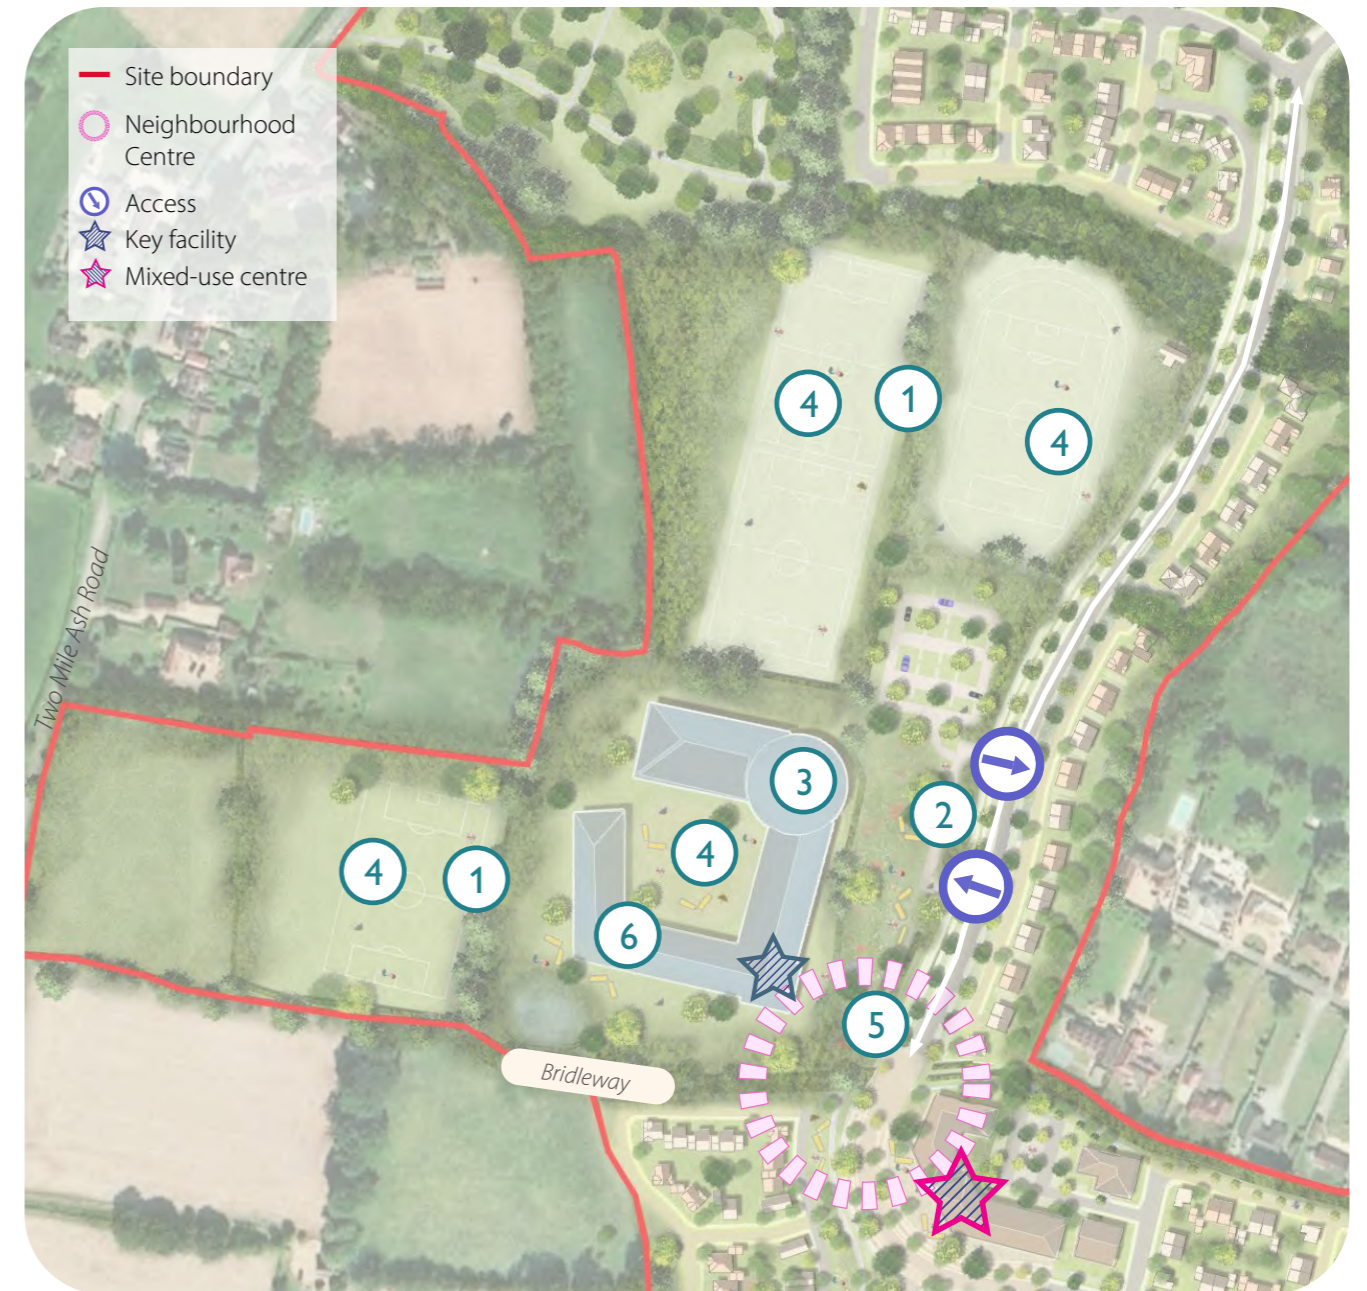 Site boundary
Neighbourhood
Centre
Access
Key facility
Mixed-use centre
4
1
4
Two Mile Ash Road
3
2
4
4
1
6
5
Bridleway